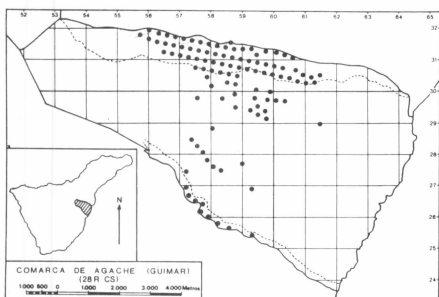 52 53 54 55 56 57 58 59 60 61 62 63 64 65
32
31
30
29
28
27
26
25
24
N
COMARCA DE AGACHE (GUIMAR)
(28R CS)
1.000 500 0 1.000 2.000 3.000 4.000 Metros